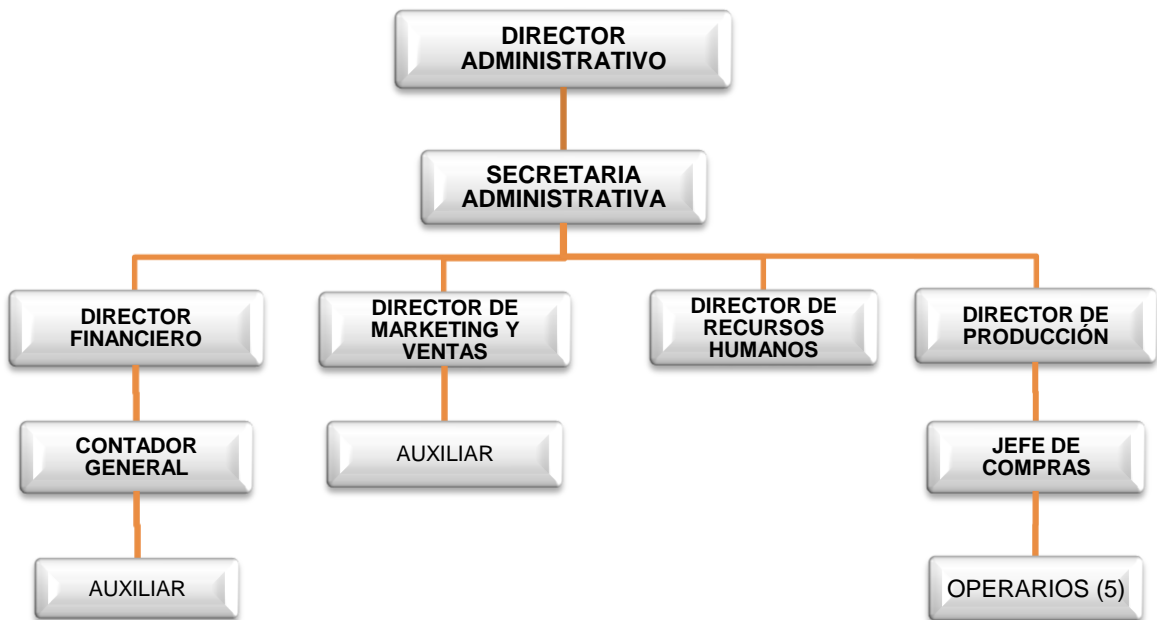 DIRECTOR
ADMINISTRATIVO
SECRETARIA
ADMINISTRATIVA
DIRECTOR
FINANCIERO
DIRECTOR DE
MARKETING Y
VENTAS
DIRECTOR DE
RECURSOS
HUMANOS
DIRECTOR DE
PRODUCCIÓN
CONTADOR
GENERAL
AUXILIAR
JEFE DE
COMPRAS
AUXILIAR
OPERARIOS (5)